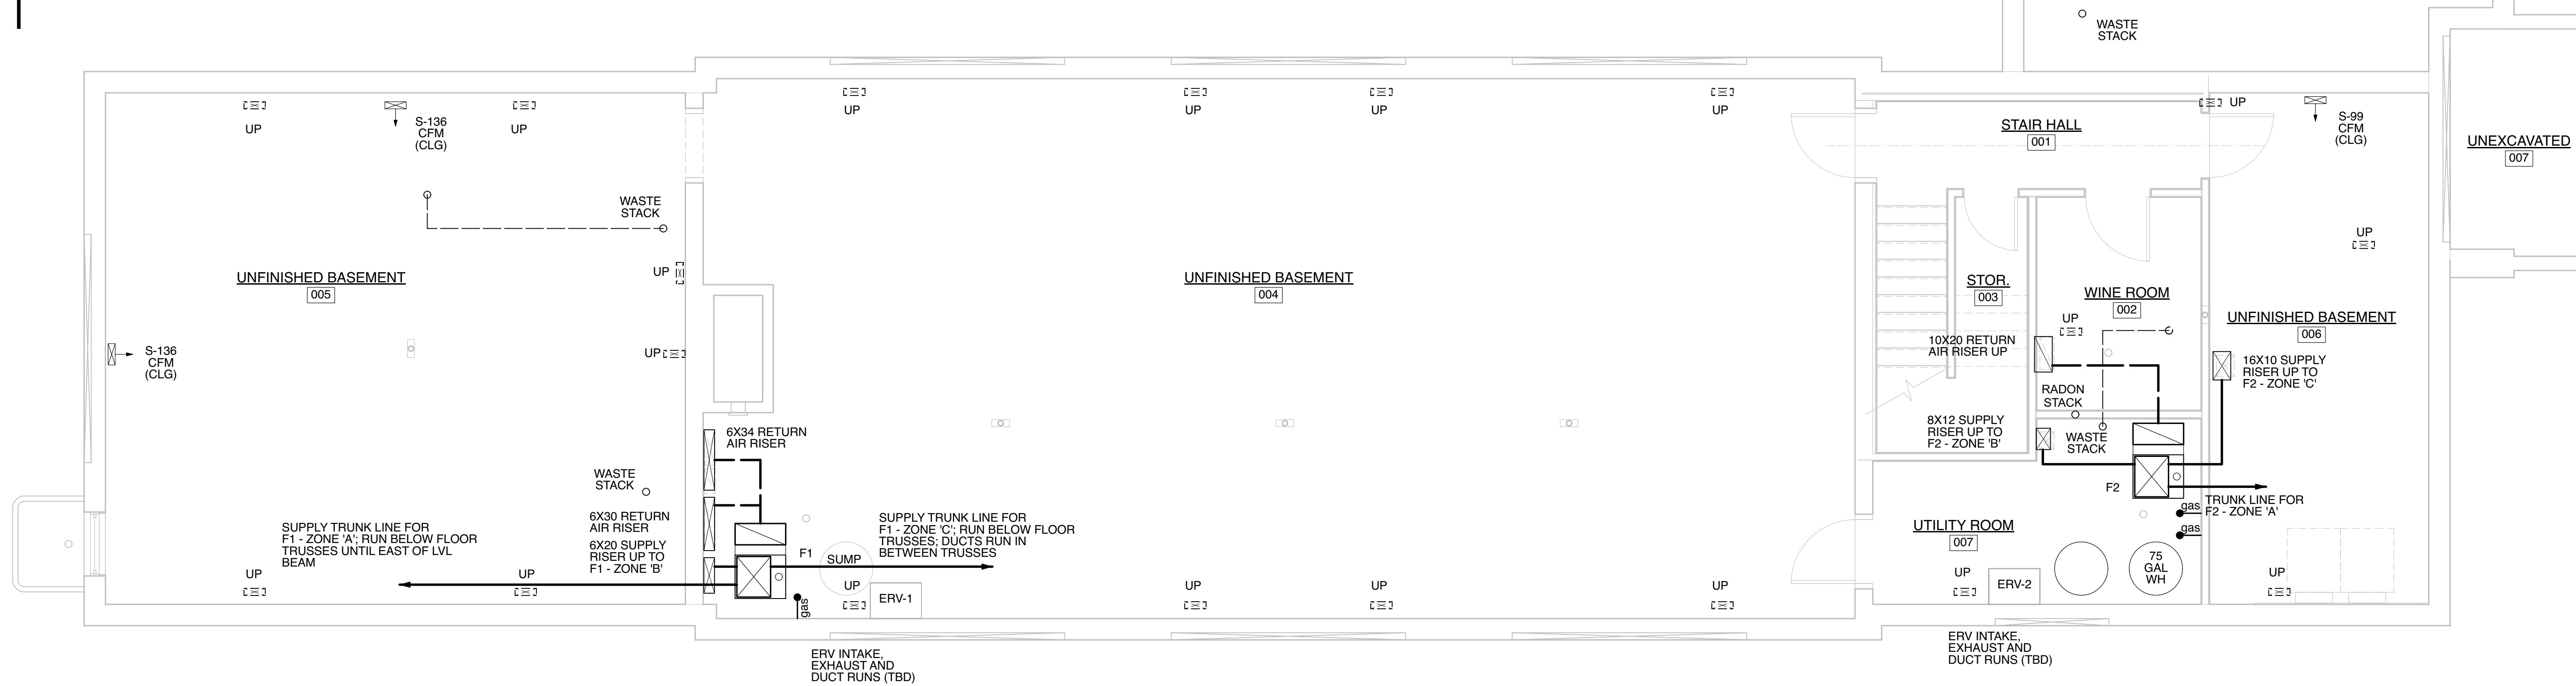 WASTE
STACK
UP
S-136
CFM
(CLG)
UP
UP
UP
UP
UP
STAIR HALL
001
UP
S-99
CFM
(CLG)
UNEXCAVATED
007
WASTE
STACK
UP
UNFINISHED BASEMENT
005
UP
UNFINISHED BASEMENT
004
STOR.
003
WINE ROOM
002
UP
UP
UNFINISHED BASEMENT
006
S-136
CFM
(CLG)
UP
10X20 RETURN
AIR RISER UP
16X10 SUPPLY
RISER UP TO
F2 - ZONE 'C'
RADON
STACK
6X34 RETURN
AIR RISER
8X12 SUPPLY
RISER UP TO
F2 - ZONE 'B'
WASTE
STACK
WASTE
STACK
F2
TRUNK LINE FOR
F2 - ZONE 'A'
gas
gas
SUPPLY TRUNK LINE FOR
F1 - ZONE 'A'; RUN BELOW FLOOR
TRUSSES UNTIL EAST OF LVL
BEAM
6X30 RETURN
AIR RISER
6X20 SUPPLY
RISER UP TO
F1 - ZONE 'B'
F1
SUPPLY TRUNK LINE FOR
F1 - ZONE 'C'; RUN BELOW FLOOR
TRUSSES; DUCTS RUN IN
BETWEEN TRUSSES
UTILITY ROOM
007
SUMP
75
GAL
WH
UP
UP
UP
UP
UP
UP
UP
UP
gas
ERV-1
ERV-2
ERV INTAKE,
EXHAUST AND
DUCT RUNS (TBD)
ERV INTAKE,
EXHAUST AND
DUCT RUNS (TBD)